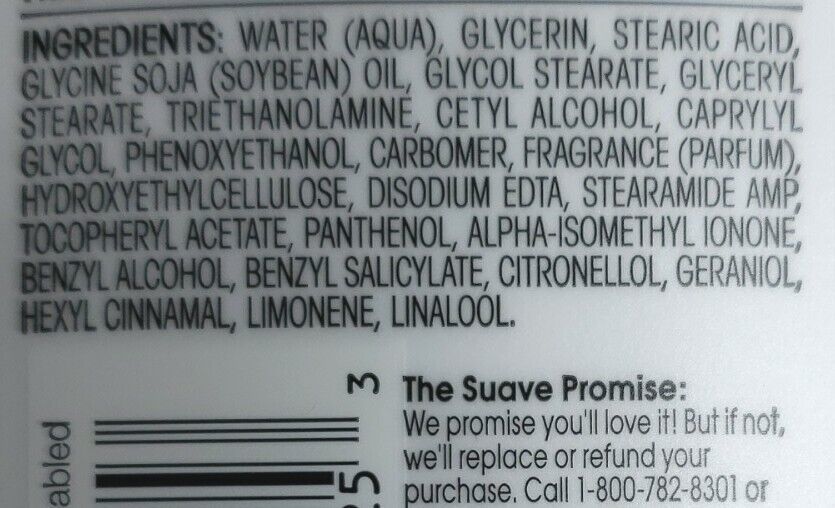 INGREDIENTS: WATER (AQUA), GLYCERIN, STEARIC ACID,
GLYCINE SOJA (SOYBEAN) OIL, GLYCOL STEARATE, GLYCERYL
STEARATE, TRIETHANOLAMINE, CETYL ALCOHOL, CAPRYLYL
GLYCOL, PHENOXYETHANOL, CARBOMER, FRAGRANCE (PARFUM),
HYDROXYETHYLCELLULOSE, DISODIUM EDTA, STEARAMIDE AMP,
TOCOPHERYL ACETATE, PANTHENOL, ALPHA-ISOMETHYL IONONE,
BENZYL ALCOHOL, BENZYL SALICYLATE, CITRONELLOL, GERANIOL,
HEXYL CINNAMAL, LIMONENE, LINALOOL.
abled
3
25
The Suave Promise:
We promise you'll love it! But if not,
we'll replace or refund your
purchase. Call 1-800-782-8301 or